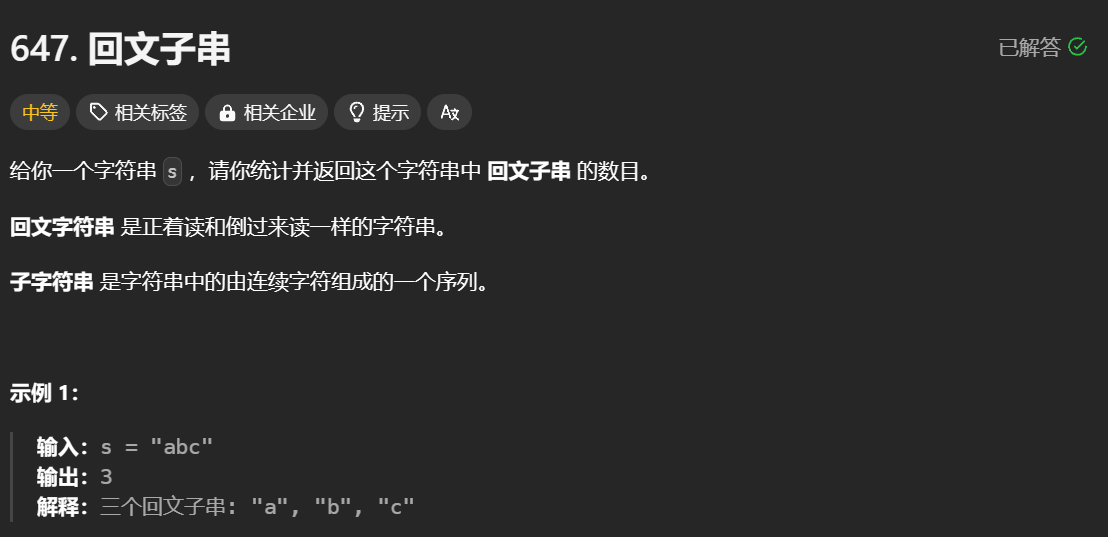 647. 回文子串
已解答
中等 相关标签 相关企业 提示
给你一个字符串 s ，请你统计并返回这个字符串中 回文子串 的数目。
回文字符串 是正着读和倒过来读一样的字符串。
子字符串 是字符串中的由连续字符组成的一个序列。
示例 1：
输入：s = "abc"
输出：3
解释：三个回文子串: "a", "b", "c"